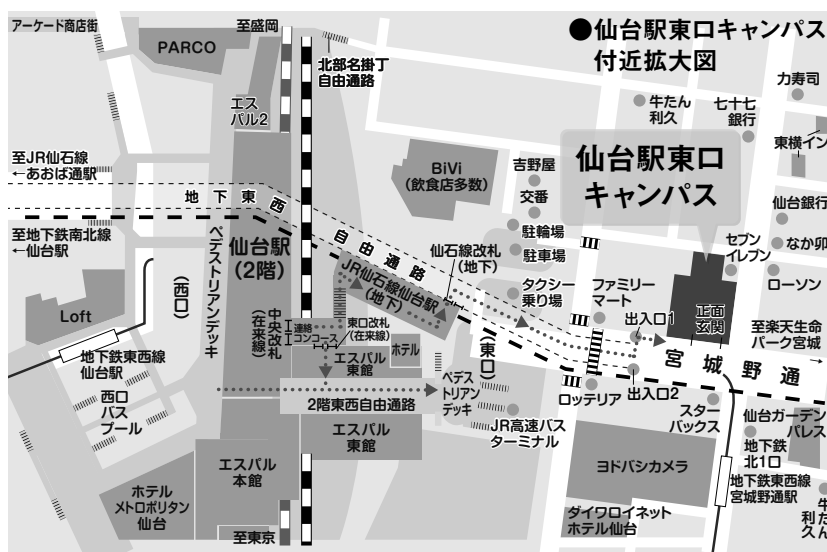 アーケード商店街
PARCO
至盛岡
北部名掛丁
自由通路
●仙台駅東口キャンパス
付近拡大図
エス
パル2
牛たん
利久
七十七
銀行
力寿司
東横イン
至JR仙石線
←あおば通駅
地下東西自由通路
BiVi
(飲食店多数)
吉野屋
交番
駐輪場
駐車場
タクシー
乗り場
仙台駅東口
キャンパス
仙台銀行
なか卯
セブン
イレブン
ローソン
至地下鉄南北線
←仙台駅
ペデストリアンデッキ
仙台駅
(2階)
仙石線改札
(地下)
JR仙石線仙台駅
(地下)
(西口)
Loft
中央改札
(在来線)
連絡
コンコース
東口改札
(在来線)
エスパル
東館
ホテル
(東口)
ファミリー
マート
出入口1
正面
玄関
至楽天生命
パーク宮城
→
宮城野通
地下鉄東西線
仙台駅
西口
バス
プール
2階東西自由通路
ペデス
トリアン
デッキ
ロッテリア
出入口2
スター
バックス
仙台ガーデン
パレス
JR高速バス
ターミナル
エスパル
東館
エスパル
本館
ヨドバシカメラ
地下鉄
北1口
地下鉄東西線
宮城野通駅
ホテル
メトロポリタン
仙台
ダイワロイネット
ホテル仙台
牛たん
利久
至東京